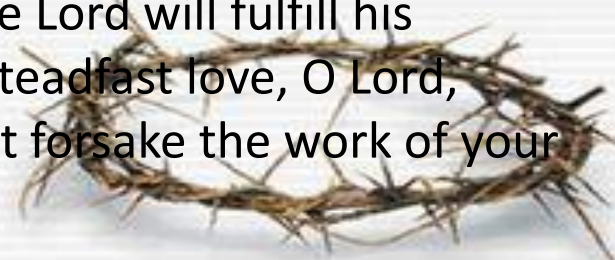 e Lord will fulfill his
teadfast love, O Lord,
t forsake the work of your